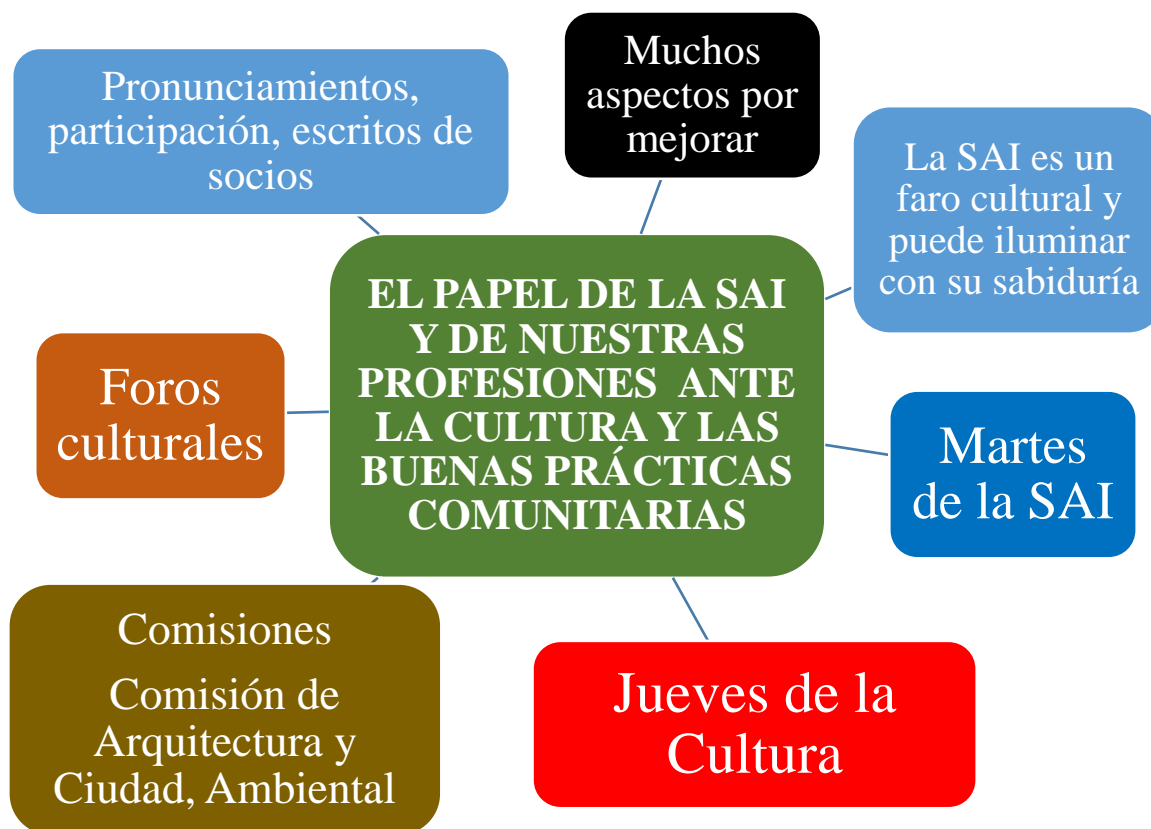 Pronunciamientos,
participación, escritos de
socios
Muchos
aspectos por
mejorar
La SAI es un
faro cultural y
puede iluminar
con su sabiduría
EL PAPEL DE LA SAI
Y DE NUESTRAS
PROFESIONES ANTE
LA CULTURA Y LAS
BUENAS PRÁCTICAS
COMUNITARIAS
Foros
culturales
Martes
de la SAI
Comisiones
Comisión de
Arquitectura y
Ciudad, Ambiental
Jueves de la
Cultura